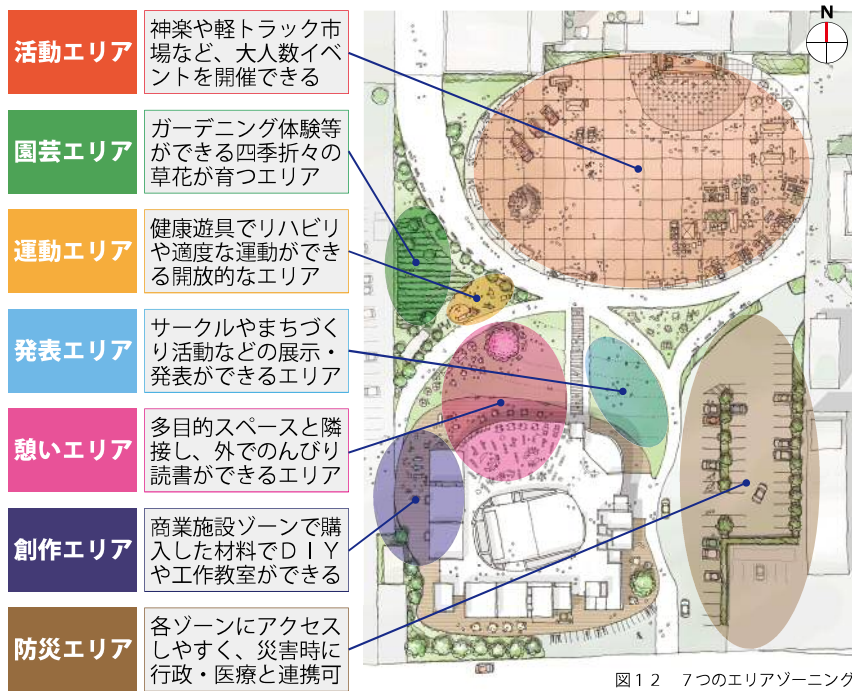 活動エリア
神楽や軽トラック市
場など、大人数イベ
ントを開催できる
園芸エリア
ガーデニング体験等
ができる四季折々の
草花が育つエリア
運動エリア
健康遊具でリハビリ
や適度な運動ができ
る開放的なエリア
発表エリア
サークルやまちづく
り活動などの展示・
発表ができるエリア
憩いエリア
多目的スペースと隣
接し、外でのんびり
読書ができるエリア
創作エリア
商業施設ゾーンで購
入した材料でＤＩＹ
や工作教室ができる
防災エリア
各ゾーンにアクセス
しやすく、災害時に
行政・医療と連携可
N
図１２　７つのエリアゾーニング